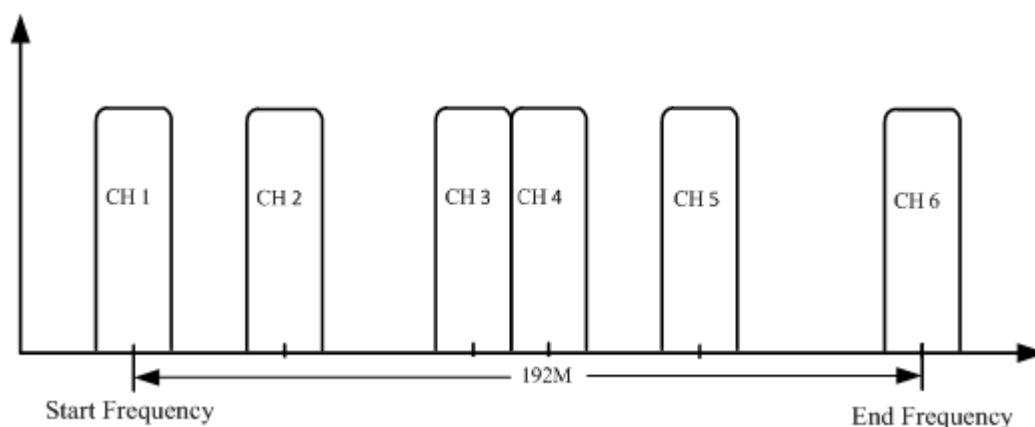 CH 1
CH 2
CH 3
CH 4
CH 5
CH 6
192M
Start Frequency
End Frequency